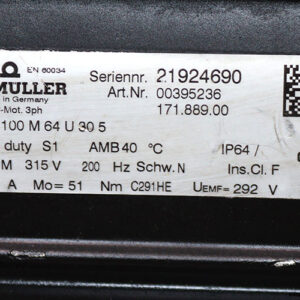 EN 60034
MULLER
Seriennr. 21924690
in Germany
Art.Nr. 00395236
-Mot. 3ph
171.889.00
100 M 64 U 30 5
duty S1 AMB 40 °C IP64 /
M 315 V 200 Hz Schw. N Ins.Cl. F
A Mo = 51 Nm C291HE UEMF = 292 V